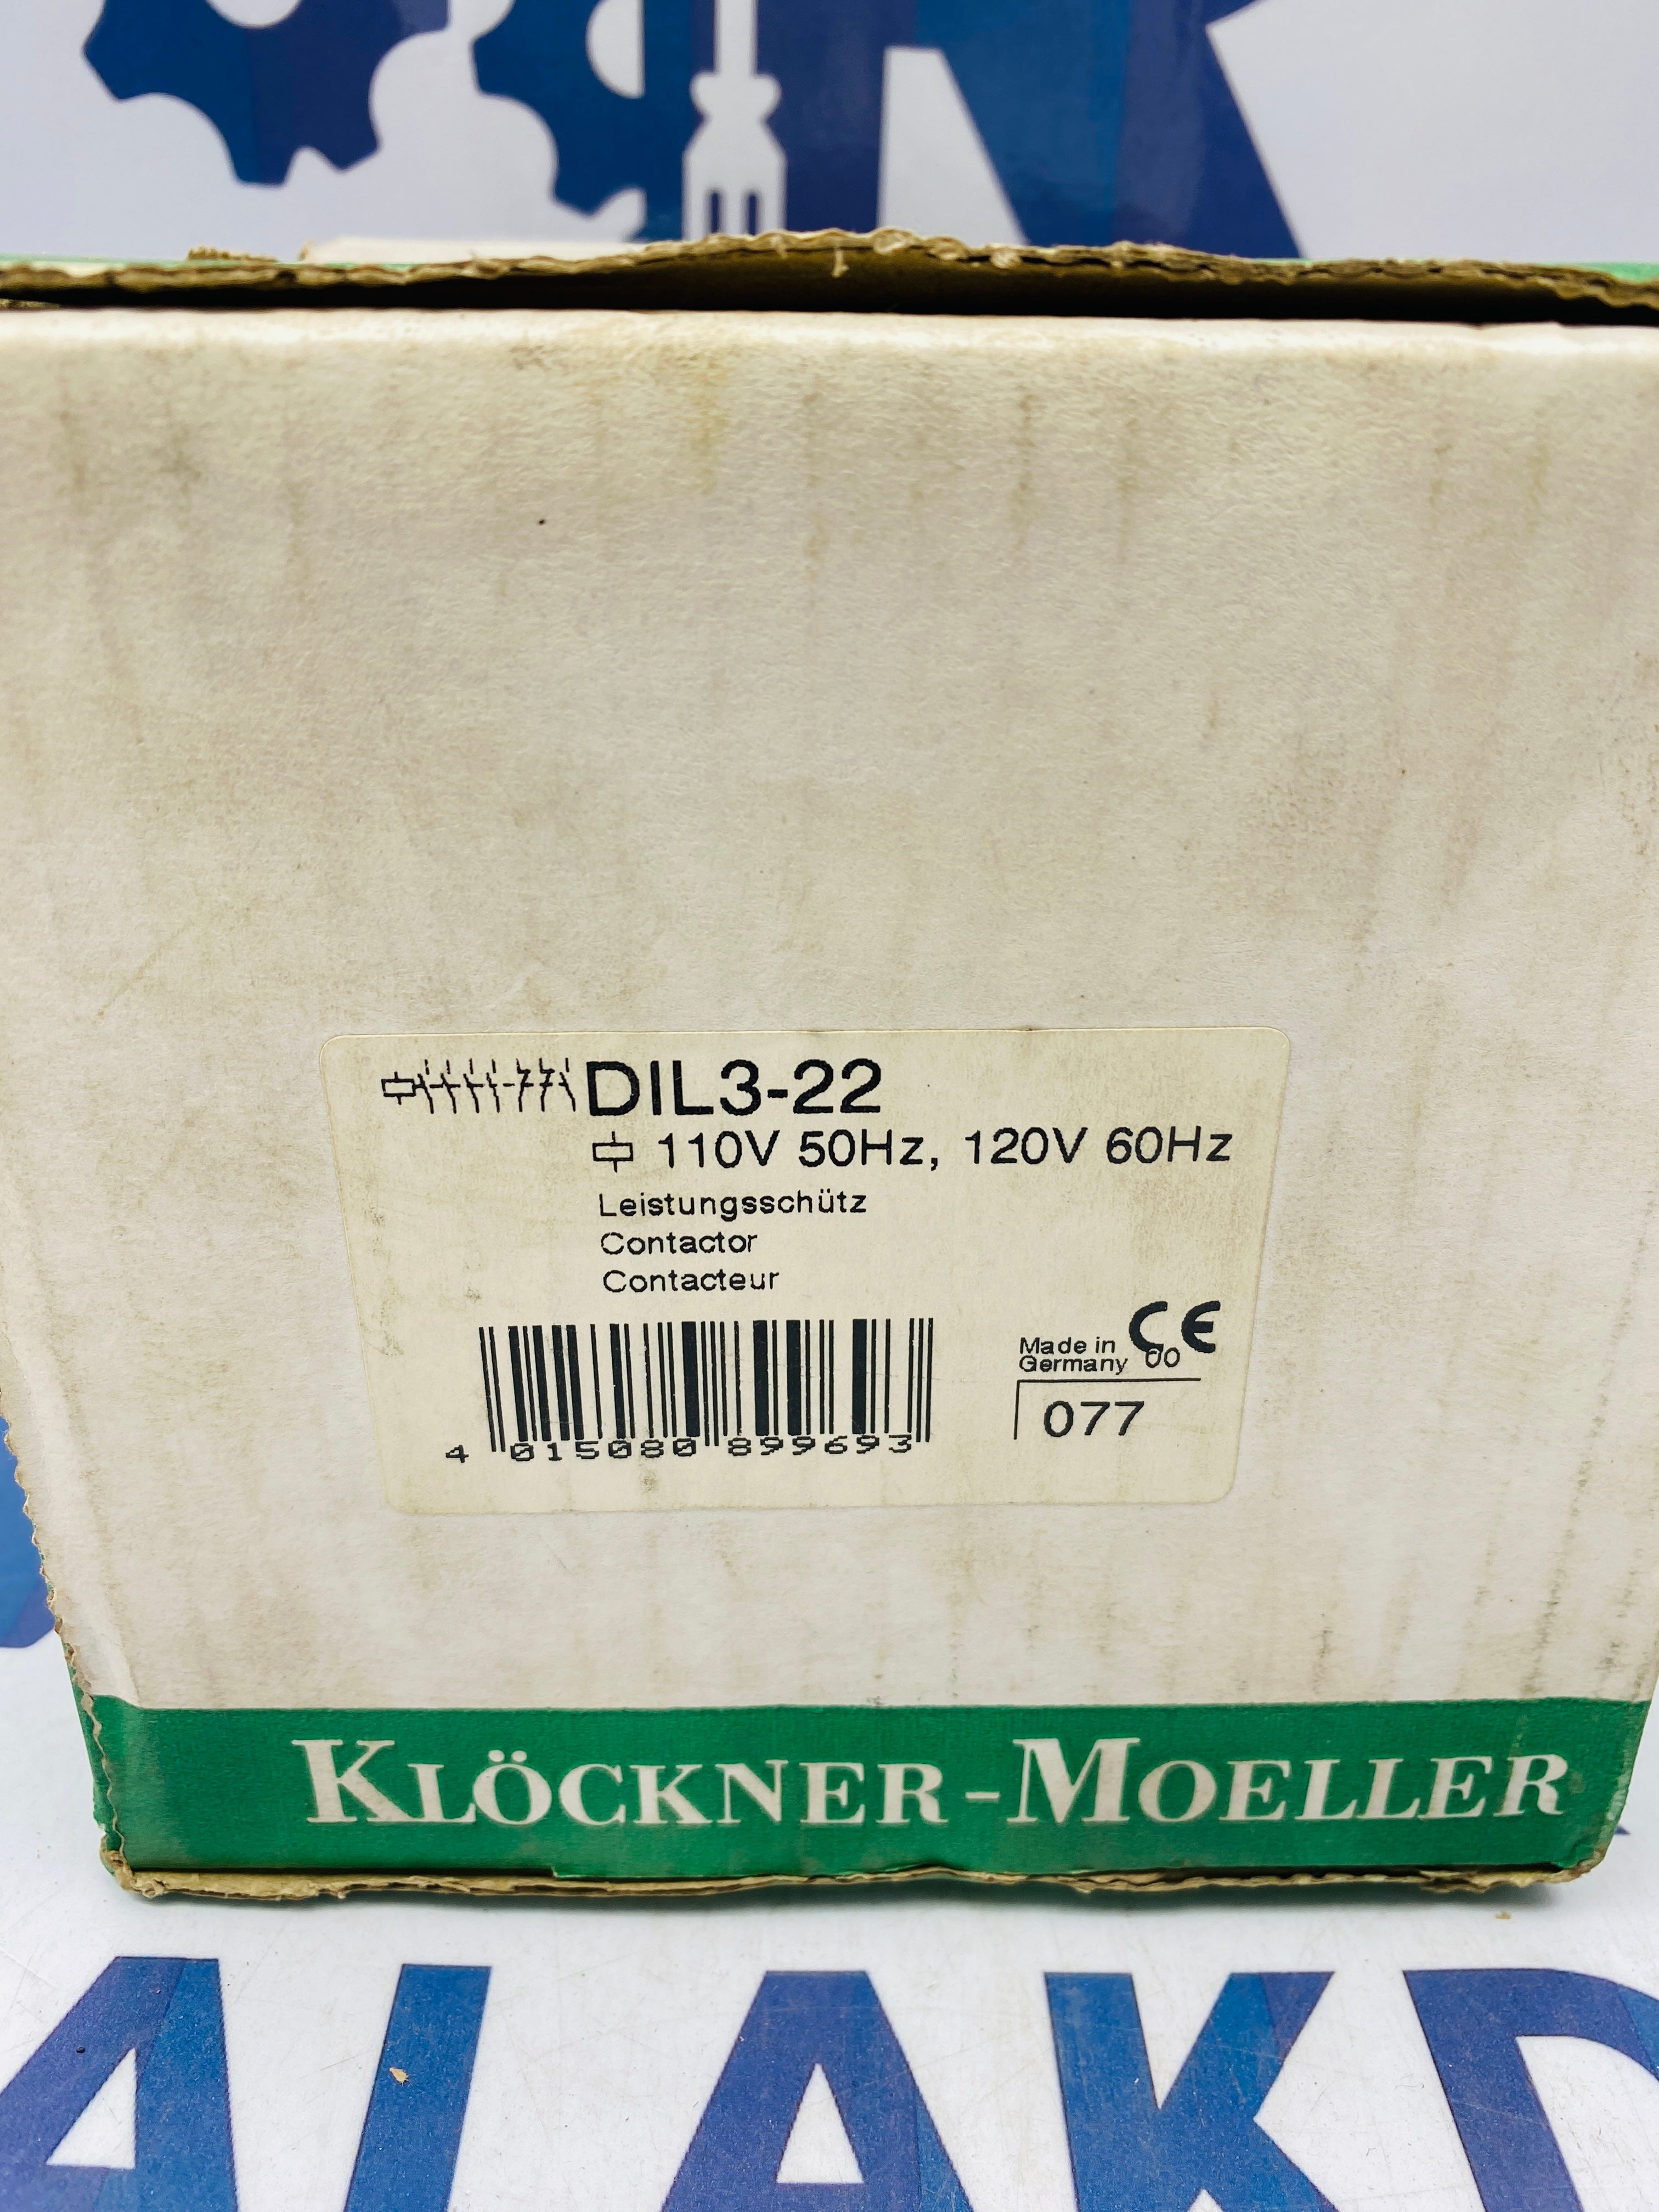 DIL3-22
110V 50Hz, 120V 60Hz
Leistungsschütz
Contactor
Contacteur
Made in CE
Germany 00
077
4 015080 899693
KLÖCKNER-MOELLER